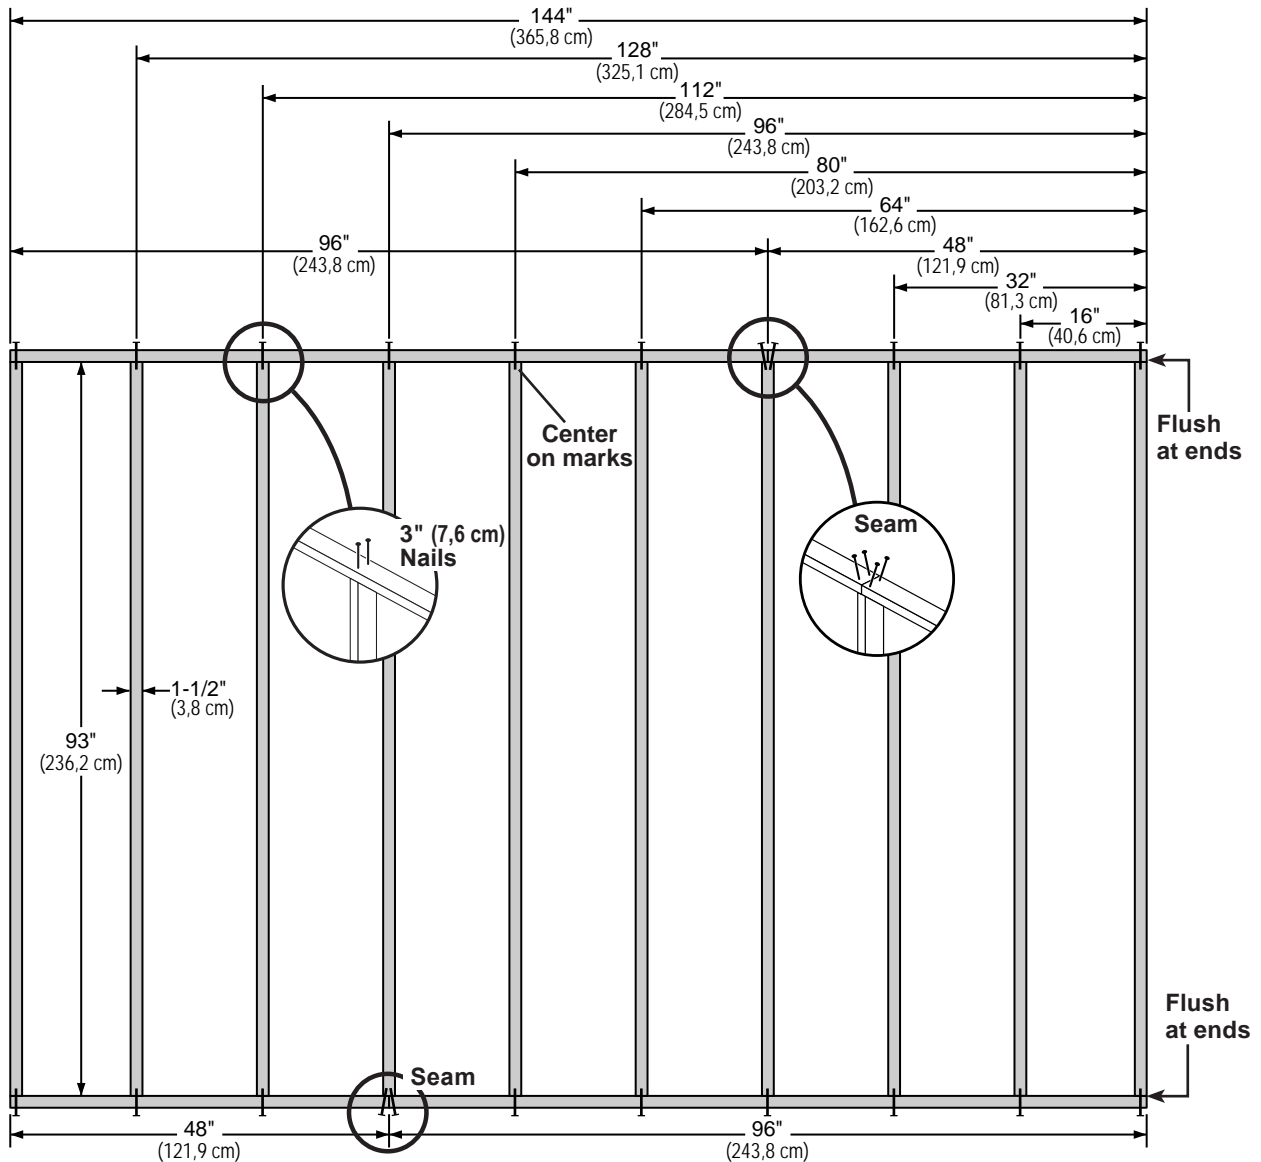 144"
(365,8 cm)
128"
(325,1 cm)
112"
(284,5 cm)
96"
(243,8 cm)
80"
(203,2 cm)
64"
(162,6 cm)
96"
(243,8 cm)
48"
(121,9 cm)
32"
(81,3 cm)
16"
(40,6 cm)
Center
on marks
Flush
at ends
3" (7,6 cm)
Nails
Seam
1-1/2"
(3,8 cm)
93"
(236,2 cm)
Flush
at ends
Seam
48"
(121,9 cm)
96"
(243,8 cm)